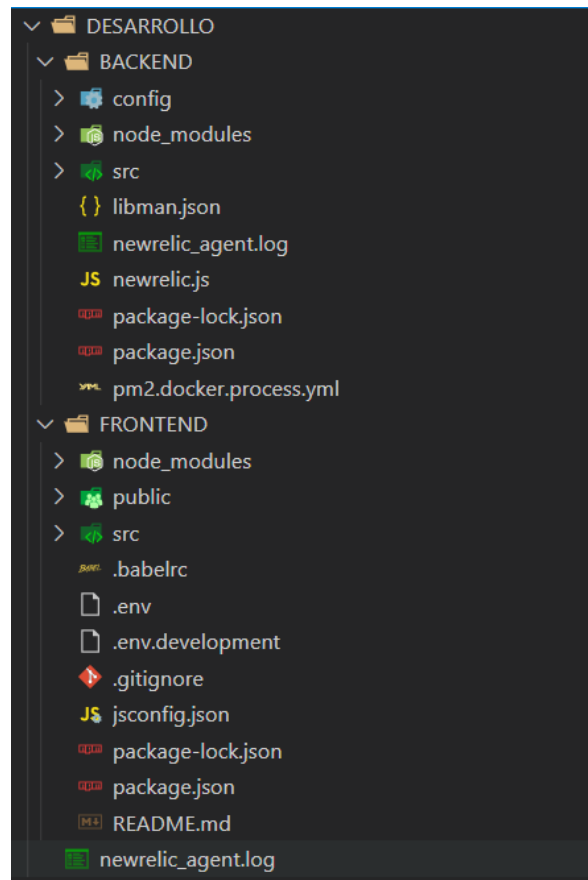 DESARROLLO
BACKEND
config
node_modules
src
libman.json
newrelic_agent.log
JS newrelic.js
package-lock.json
package.json
pm2.docker.process.yml
FRONTEND
node_modules
public
src
.babelrc
.env
.env.development
.gitignore
JS jsconfig.json
package-lock.json
package.json
README.md
newrelic_agent.log